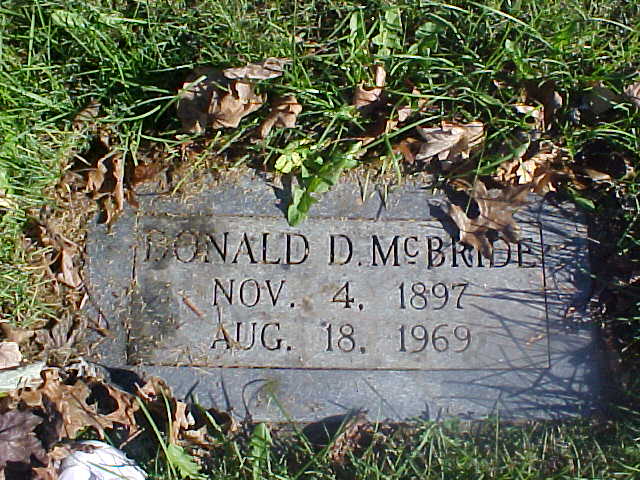 DONALD D. McBRIDE
NOV. 4, 1897
AUG. 18, 1969